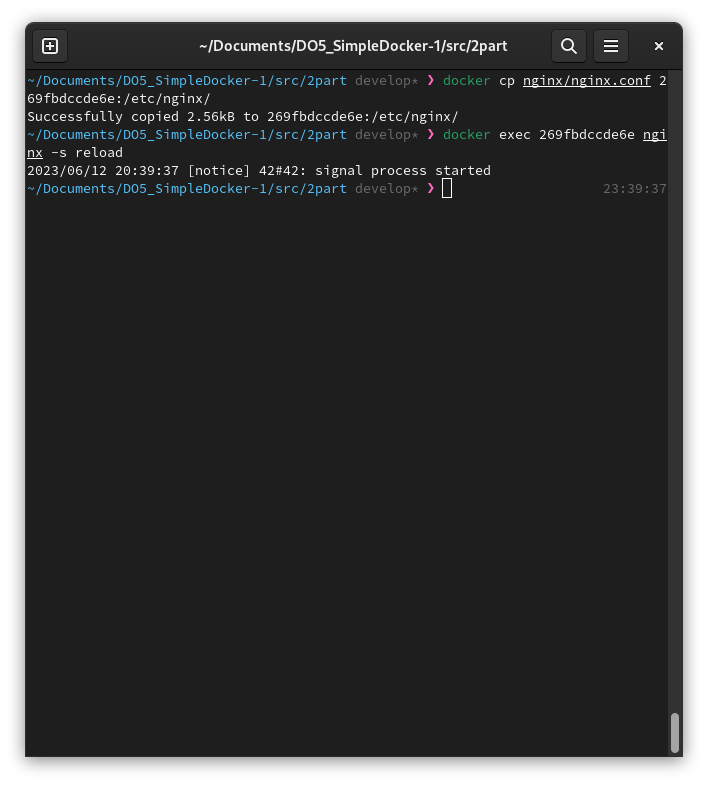 ~/Documents/DO5_SimpleDocker-1/src/2part
~/Documents/DO5_SimpleDocker-1/src/2part develop* ❯ docker cp nginx/nginx.conf 2
69fbdccde6e:/etc/nginx/
Successfully copied 2.56kB to 269fbdccde6e:/etc/nginx/
~/Documents/DO5_SimpleDocker-1/src/2part develop* ❯ docker exec 269fbdccde6e ngi
nx -s reload
2023/06/12 20:39:37 [notice] 42#42: signal process started
~/Documents/DO5_SimpleDocker-1/src/2part develop* ❯ 23:39:37